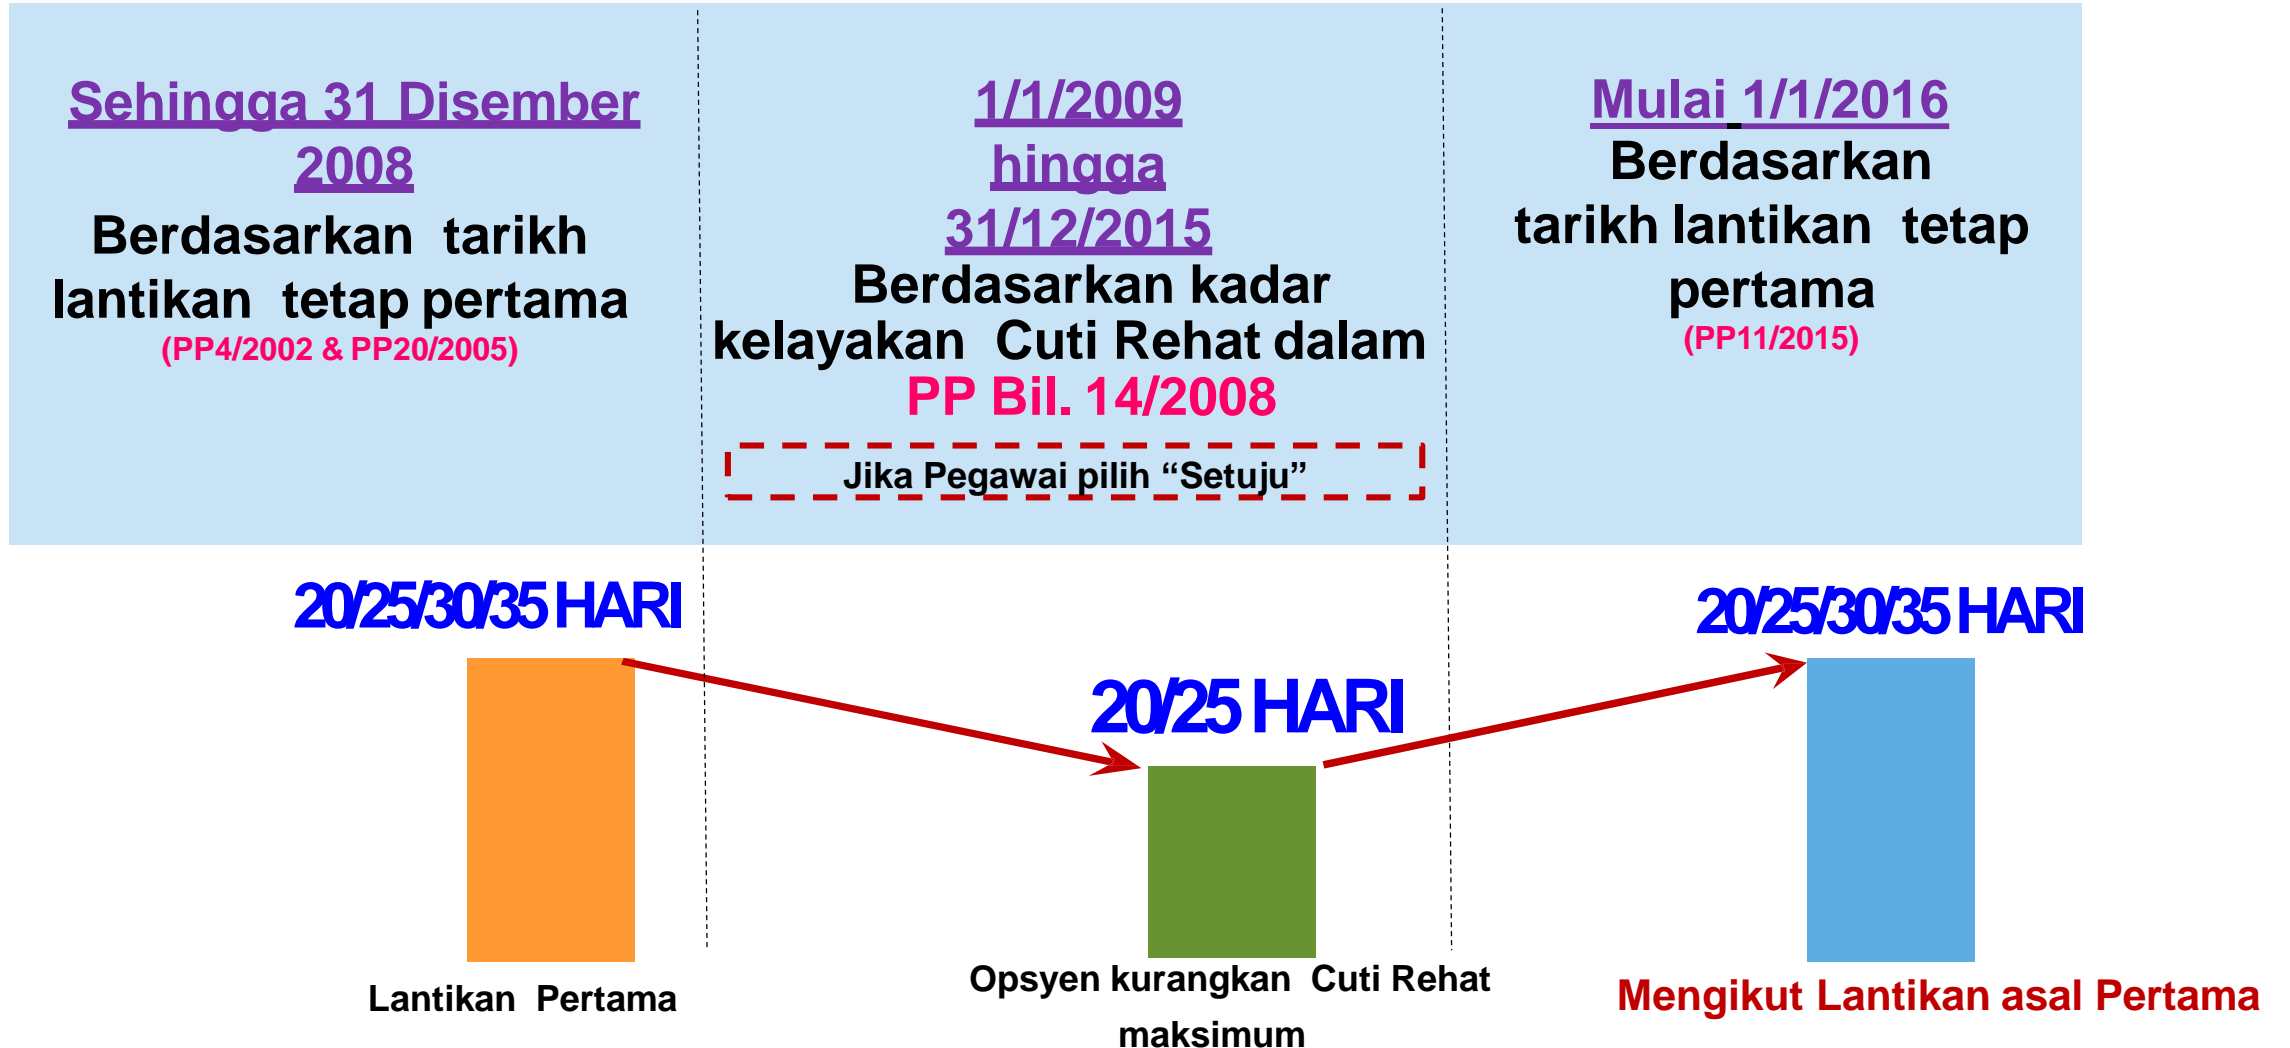 Sehingga 31 Disember
2008
Berdasarkan tarikh
lantikan tetap pertama
(PP4/2002 & PP20/2005)
1/1/2009
hingga
31/12/2015
Berdasarkan kadar
kelayakan Cuti Rehat dalam
PP Bil. 14/2008
Jika Pegawai pilih “Setuju”
Mulai 1/1/2016
Berdasarkan
tarikh lantikan tetap
pertama
(PP11/2015)
20/25/30/35 HARI
20/25 HARI
20/25/30/35 HARI
Lantikan Pertama
Opsyen kurangkan Cuti Rehat
maksimum
Mengikut Lantikan asal Pertama